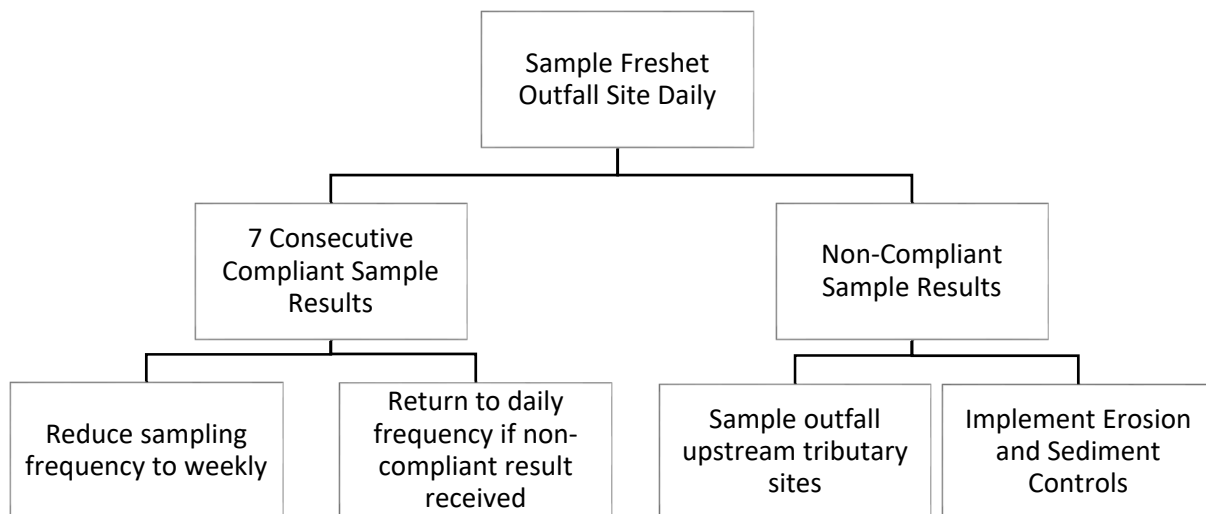 Sample Freshet
Outfall Site Daily
7 Consecutive
Compliant Sample
Results
Non-Compliant
Sample Results
Reduce sampling
frequency to weekly
Return to daily
frequency if non-
compliant result
received
Sample outfall
upstream tributary
sites
Implement Erosion
and Sediment
Controls